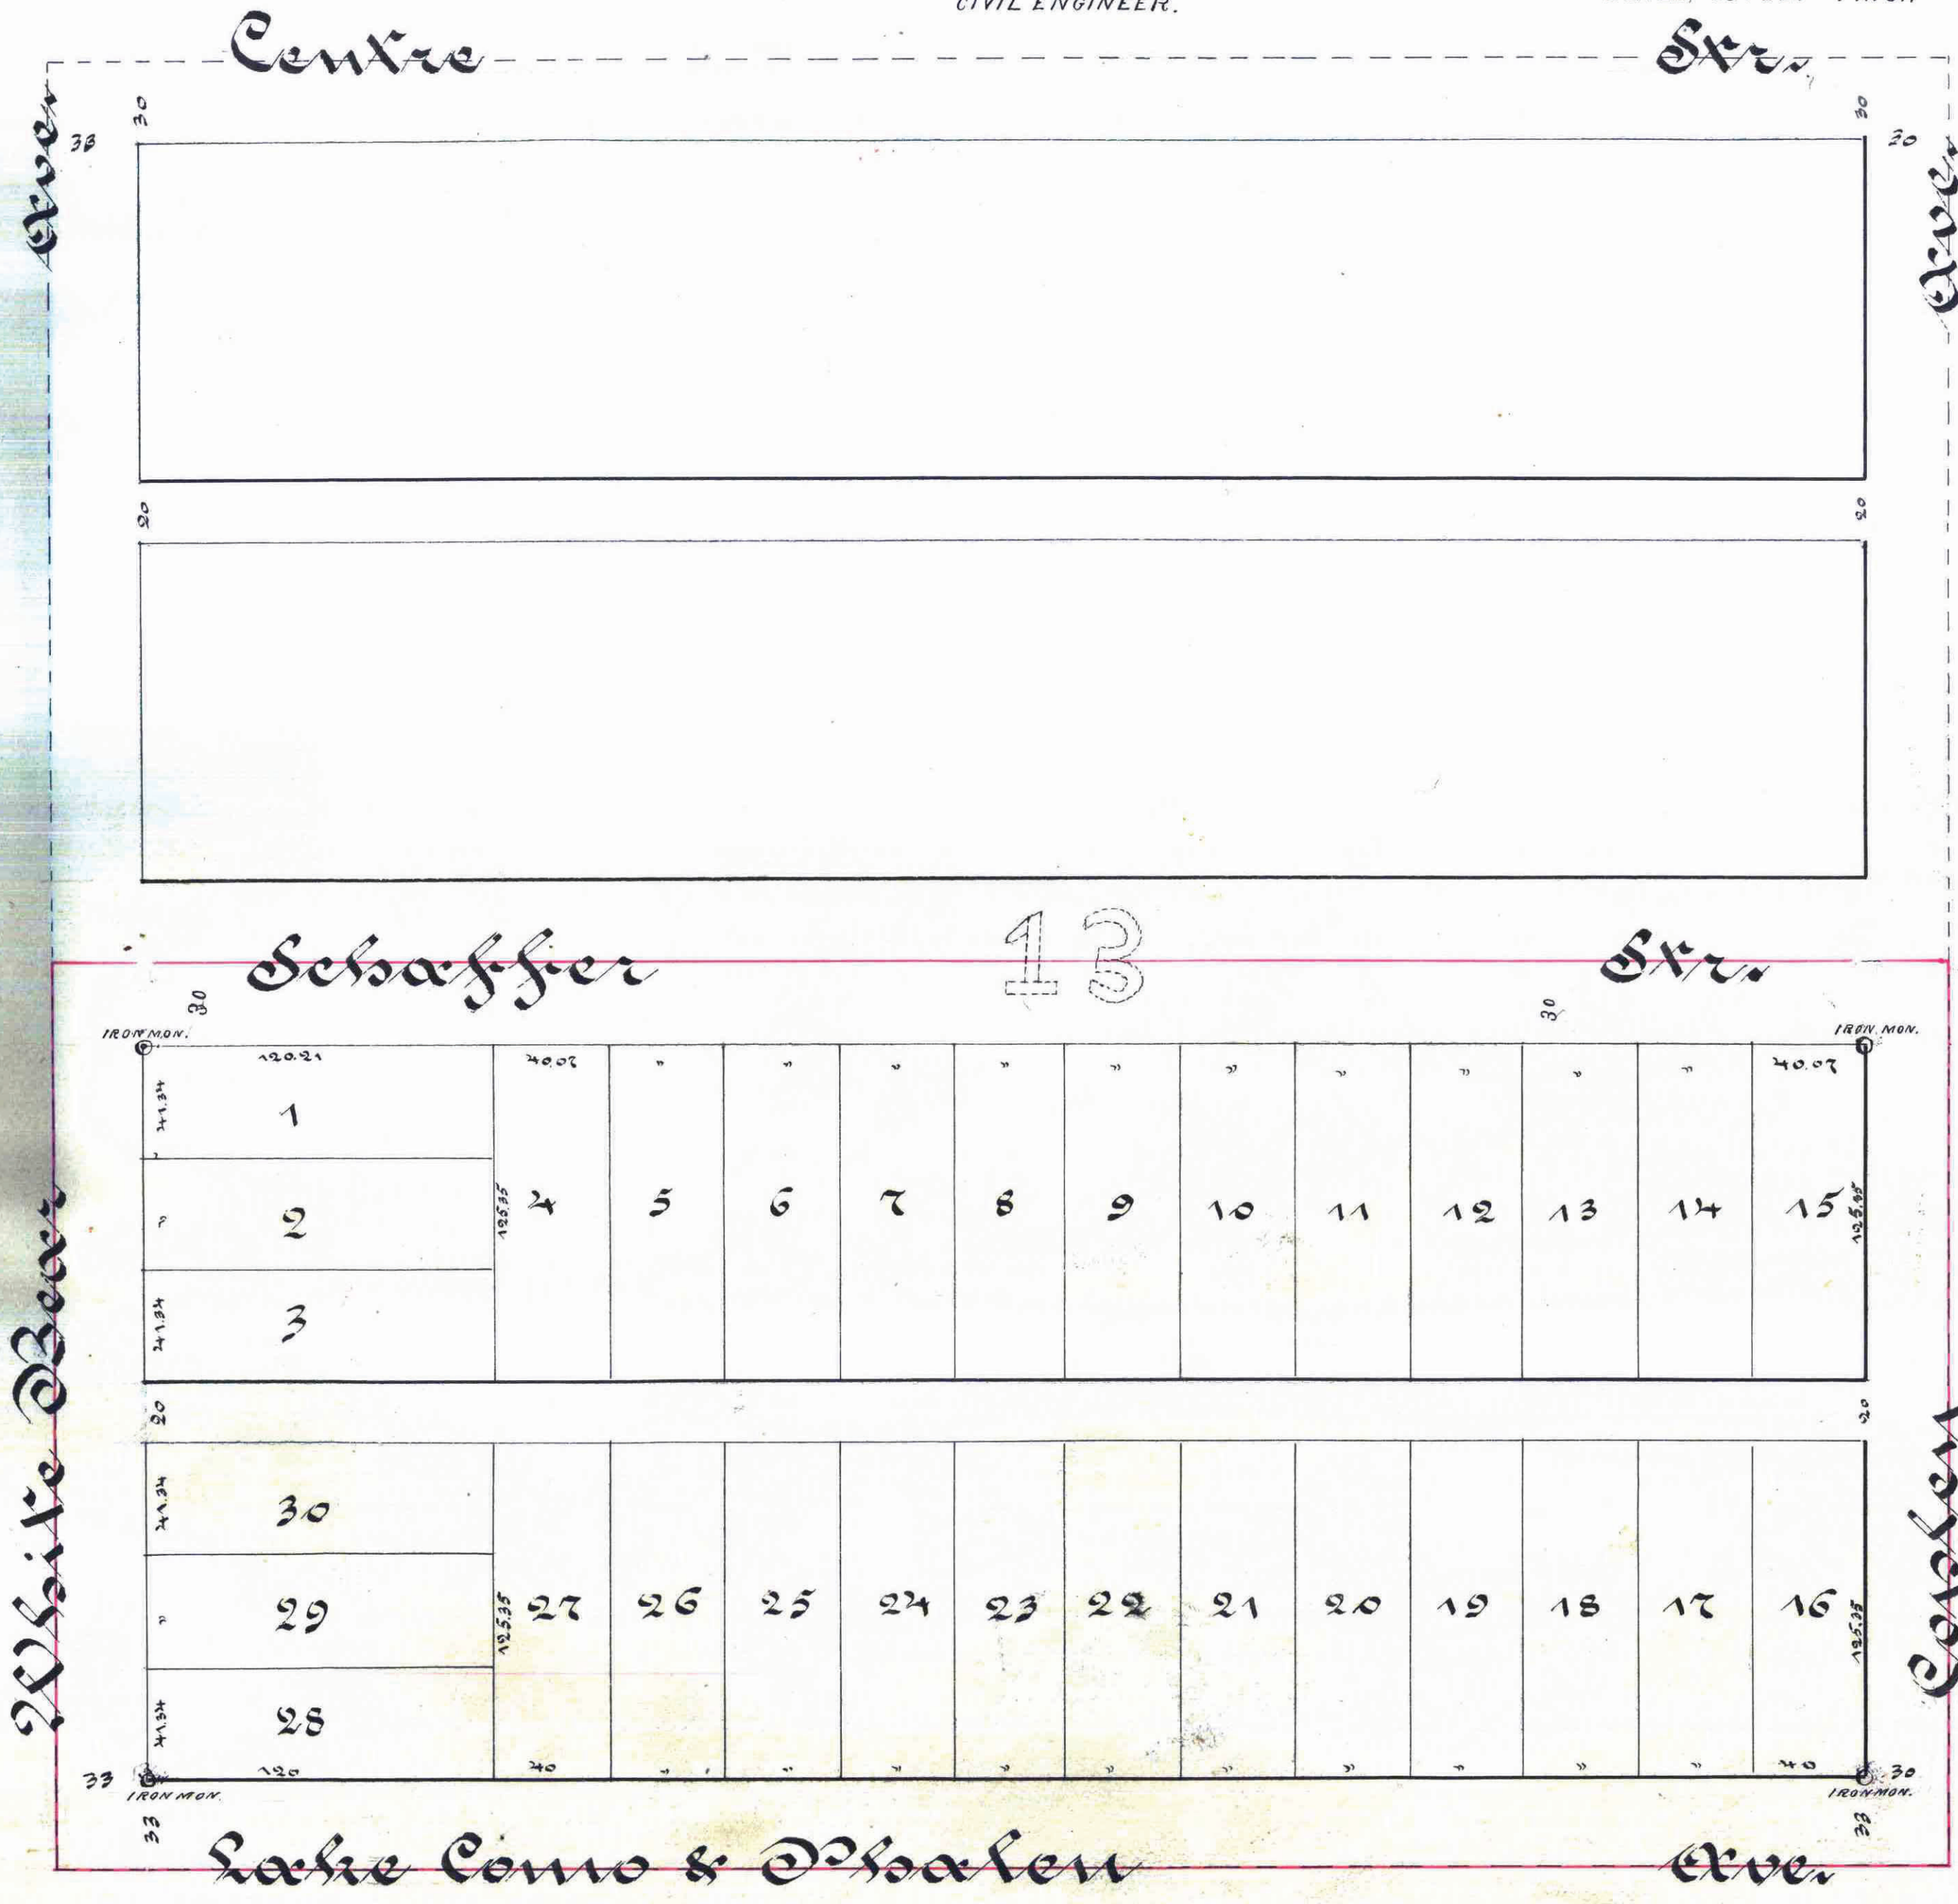 CIVIL ENGINEER.
Centre Str.
Ave.
Ave.
33
30
30
30
20
20
Schaffer 13 Str.
30
30
IRON MON.
IRON MON.
120.21 40.07 " " " " " " " " " " 40.07
41.34
1
"
2
41.34
3
125.35
4 5 6 7 8 9 10 11 12 13 14 15
125.35
20
20
41.34
30
"
29
41.34
28
125.35
27 26 25 24 23 22 21 20 19 18 17 16
125.35
120 40 " " " " " " " " " " 40
33
30
IRON MON.
IRON MON.
33
33
White Bear
Lake Como & Phalen Ave.